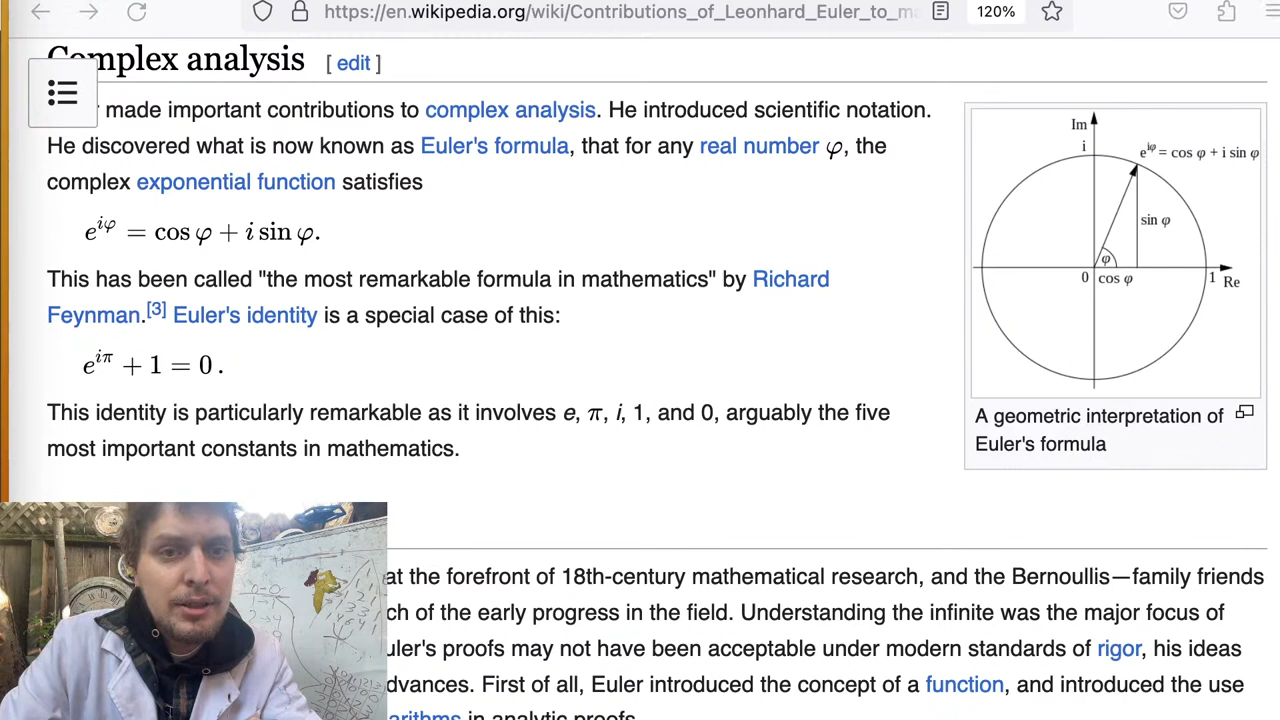 https://en.wikipedia.org/wiki/Contributions_of_Leonhard_Euler_to_ma
120%
Complex analysis [ edit ]
made important contributions to complex analysis. He introduced scientific notation.
He discovered what is now known as Euler's formula, that for any real number φ, the
complex exponential function satisfies
e^{iφ} = cos φ + i sin φ.
This has been called "the most remarkable formula in mathematics" by Richard
Feynman.[3] Euler's identity is a special case of this:
e^{iπ} + 1 = 0.
This identity is particularly remarkable as it involves e, π, i, 1, and 0, arguably the five
most important constants in mathematics.
Im
i
e^{iφ} = cos φ + i sin φ
sin φ
φ
0 cos φ 1 Re
A geometric interpretation of
Euler's formula
at the forefront of 18th-century mathematical research, and the Bernoullis—family friends
of the early progress in the field. Understanding the infinite was the major focus of
proofs may not have been acceptable under modern standards of rigor, his ideas
First of all, Euler introduced the concept of a function, and introduced the use
in analytic proofs.